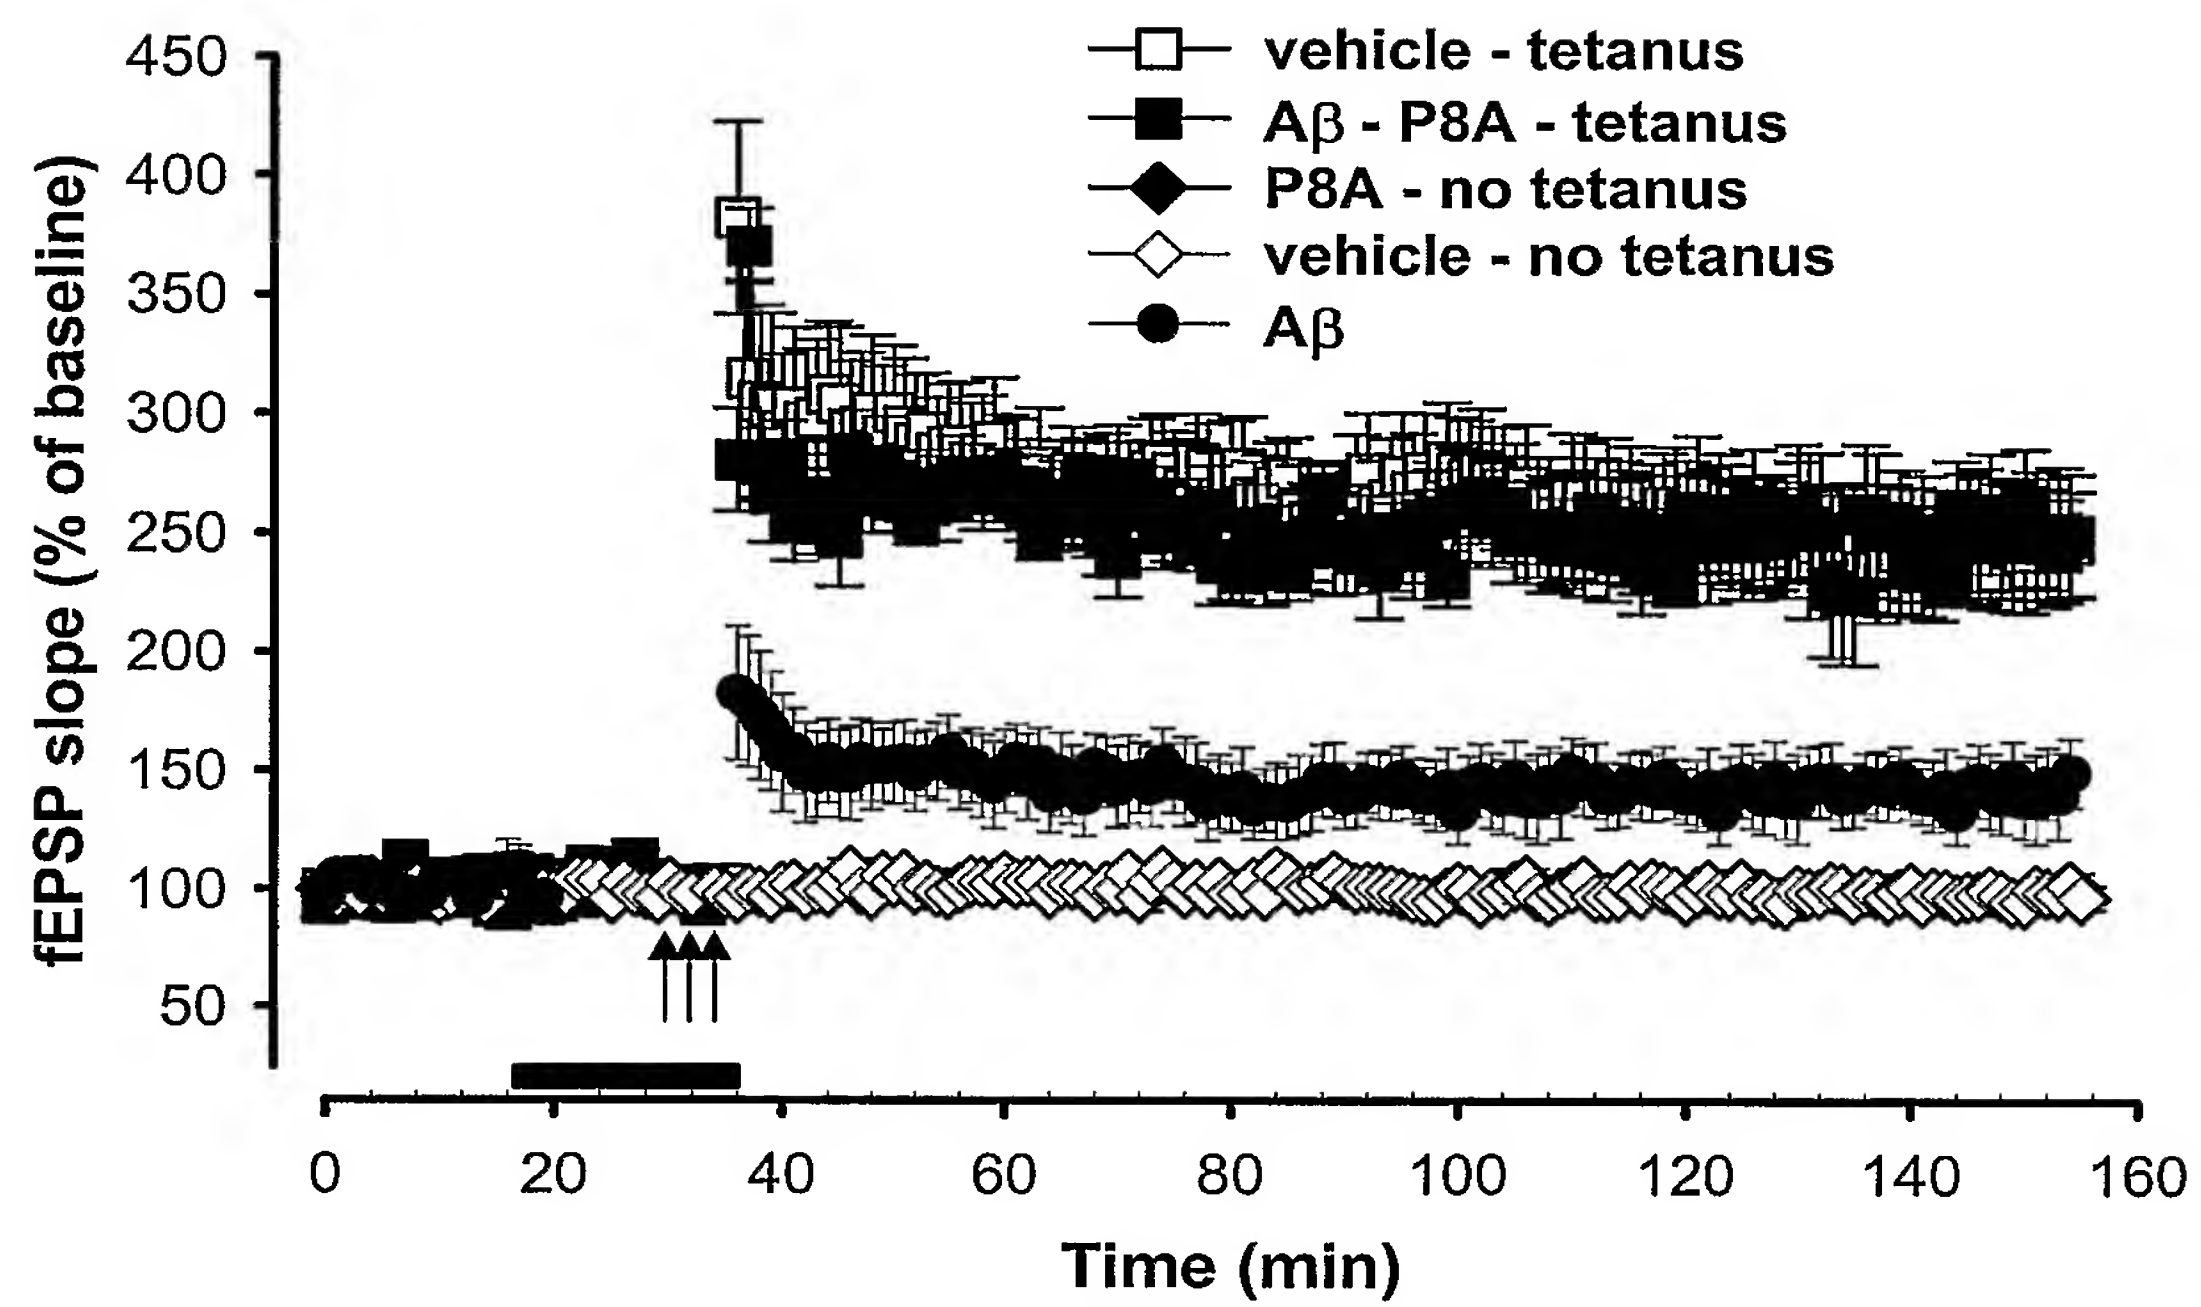 vehicle - tetanus
Aβ - P8A - tetanus
P8A - no tetanus
vehicle - no tetanus
Aβ
fEPSP slope (% of baseline)
450
400
350
300
250
200
150
100
50
0 20 40 60 80 100 120 140 160
Time (min)